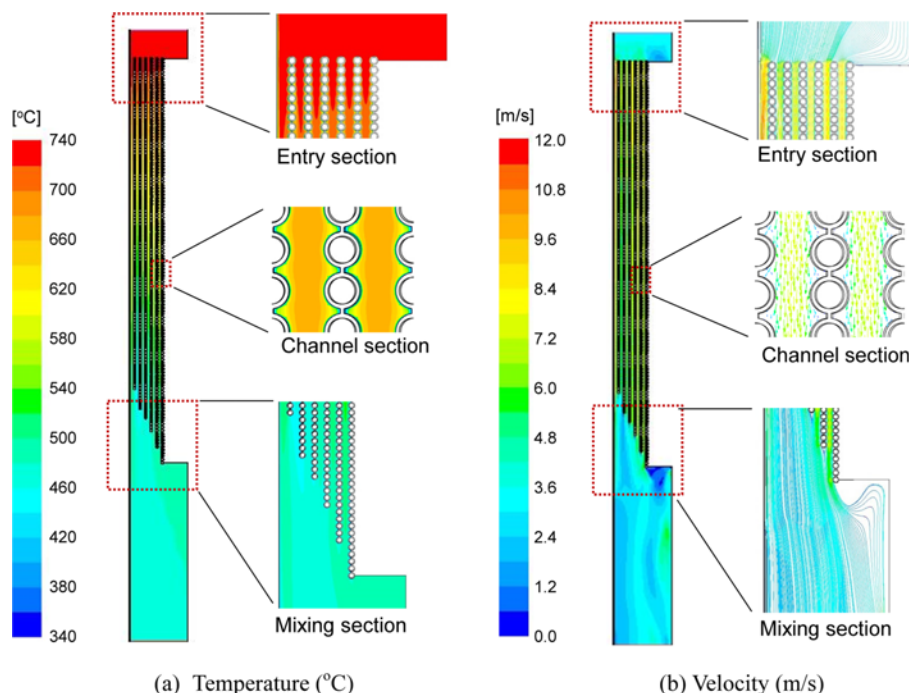 [°C]
740
700
660
620
580
540
500
460
420
380
340
Entry section
Channel section
Mixing section
(a) Temperature (°C)
[m/s]
12.0
10.8
9.6
8.4
7.2
6.0
4.8
3.6
2.4
1.2
0.0
Entry section
Channel section
Mixing section
(b) Velocity (m/s)